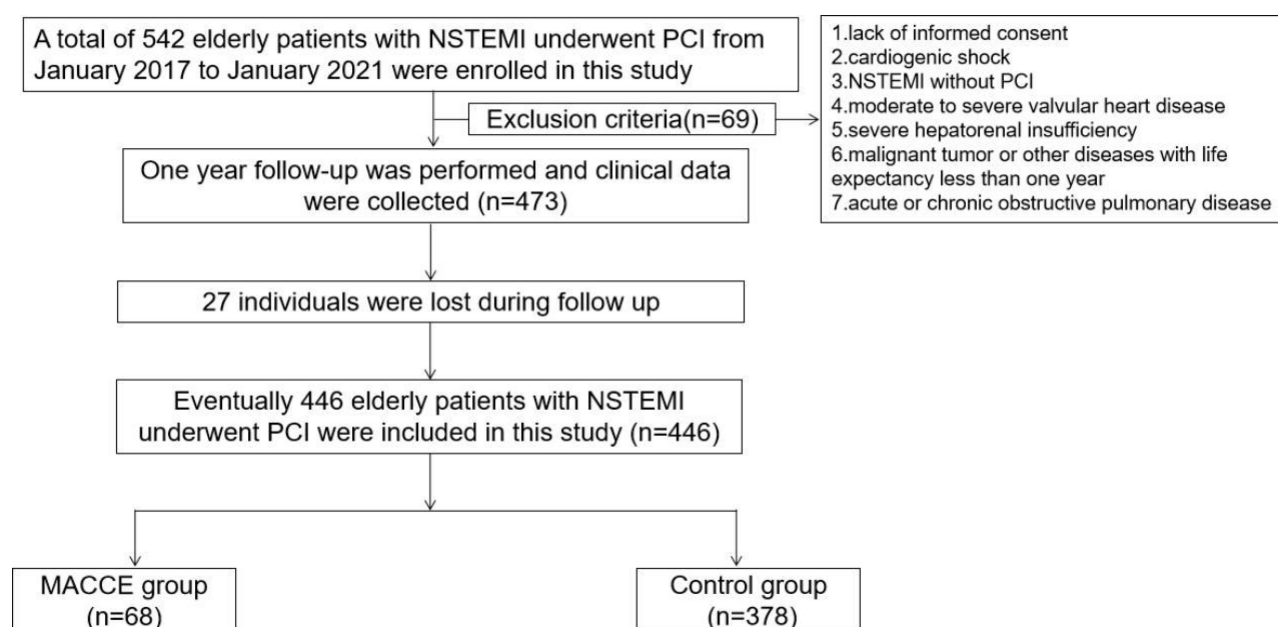 A total of 542 elderly patients with NSTEMI underwent PCI from
January 2017 to January 2021 were enrolled in this study
Exclusion criteria(n=69)
1.lack of informed consent
2.cardiogenic shock
3.NSTEMI without PCI
4.moderate to severe valvular heart disease
5.severe hepatorenal insufficiency
6.malignant tumor or other diseases with life
expectancy less than one year
7.acute or chronic obstructive pulmonary disease
One year follow-up was performed and clinical data
were collected (n=473)
27 individuals were lost during follow up
Eventually 446 elderly patients with NSTEMI
underwent PCI were included in this study (n=446)
MACCE group
(n=68)
Control group
(n=378)